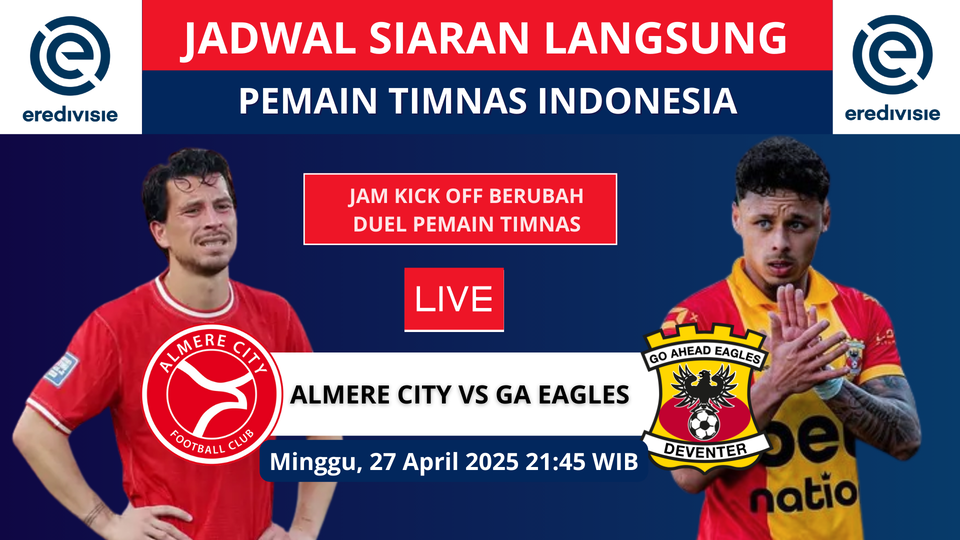 JADWAL SIARAN LANGSUNG
PEMAIN TIMNAS INDONESIA
eredivisie
eredivisie
JAM KICK OFF BERUBAH
DUEL PEMAIN TIMNAS
LIVE
ALMERE CITY
FOOTBALL CLUB
ALMERE CITY VS GA EAGLES
GO AHEAD EAGLES
DEVENTER
Minggu, 27 April 2025 21:45 WIB
natio